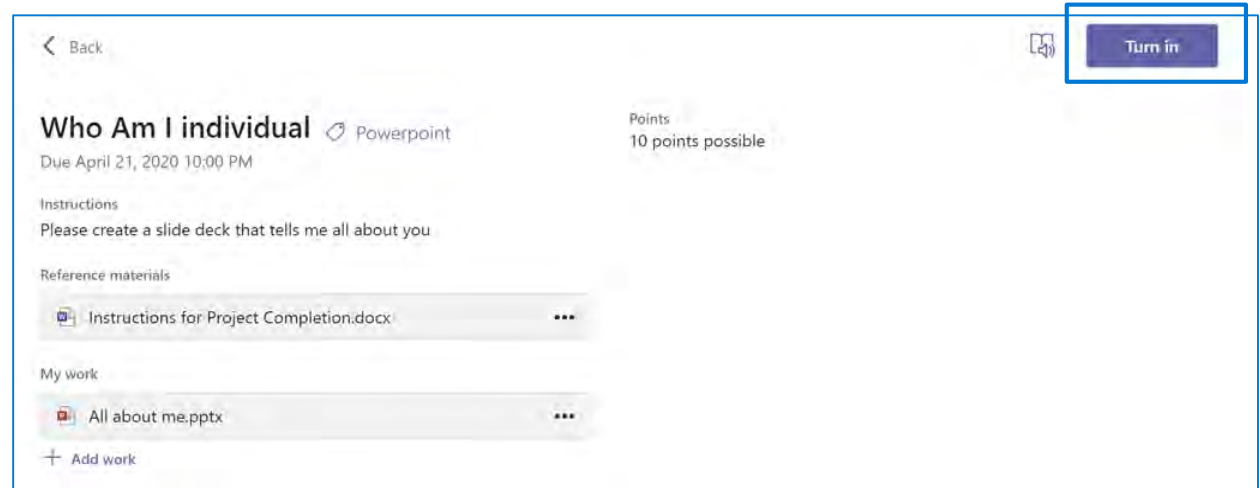 Back
Turn in
Who Am I individual Powerpoint
Due April 21, 2020 10:00 PM
Points
10 points possible
Instructions
Please create a slide deck that tells me all about you
Reference materials
Instructions for Project Completion.docx
My work
All about me.pptx
Add work